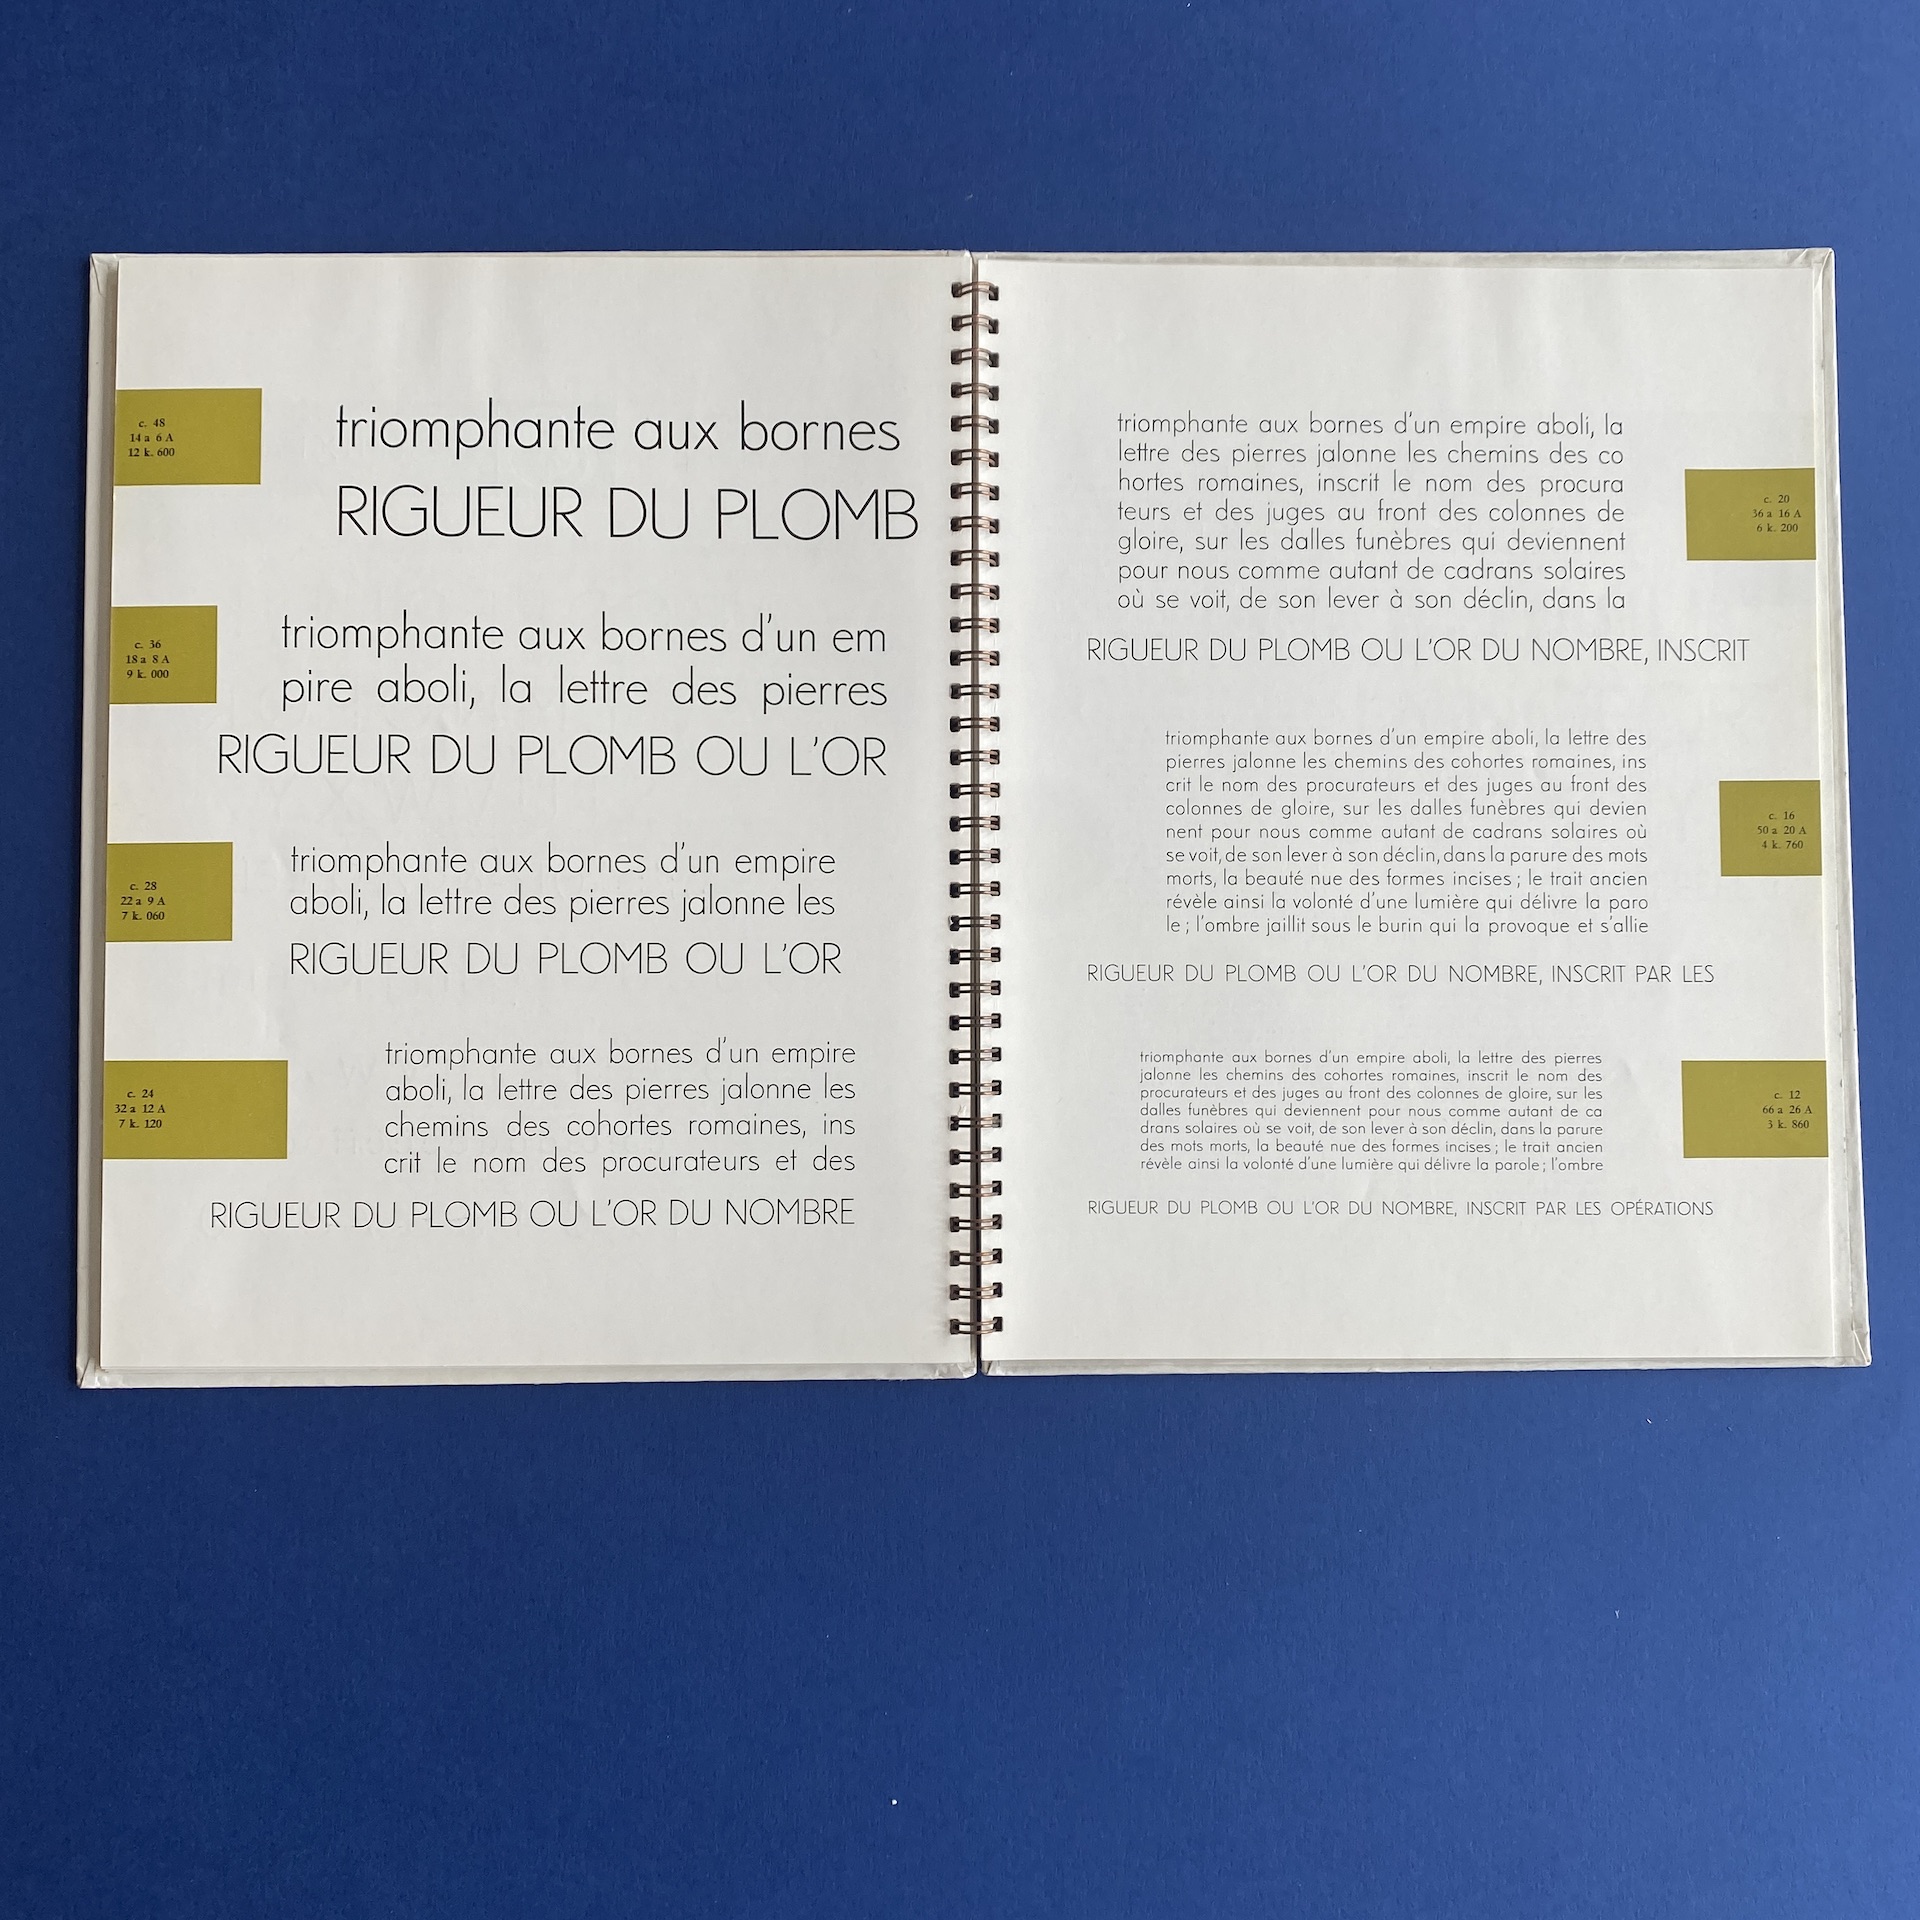 c. 48
14 a 6 A
12 k. 600
triomphante aux bornes
RIGUEUR DU PLOMB
c. 36
18 a 8 A
9 k. 000
triomphante aux bornes d'un em
pire aboli, la lettre des pierres
RIGUEUR DU PLOMB OU L'OR
c. 28
22 a 9 A
7 k. 060
triomphante aux bornes d'un empire
aboli, la lettre des pierres jalonne les
RIGUEUR DU PLOMB OU L'OR
c. 24
32 a 12 A
7 k. 120
triomphante aux bornes d'un empire
aboli, la lettre des pierres jalonne les
chemins des cohortes romaines, ins
crit le nom des procurateurs et des
RIGUEUR DU PLOMB OU L'OR DU NOMBRE
triomphante aux bornes d'un empire aboli, la
lettre des pierres jalonne les chemins des co
hortes romaines, inscrit le nom des procura
teurs et des juges au front des colonnes de
gloire, sur les dalles funèbres qui deviennent
pour nous comme autant de cadrans solaires
où se voit, de son lever à son déclin, dans la
RIGUEUR DU PLOMB OU L'OR DU NOMBRE, INSCRIT
c. 20
36 a 16 A
6 k. 200
triomphante aux bornes d'un empire aboli, la lettre des
pierres jalonne les chemins des cohortes romaines, ins
crit le nom des procurateurs et des juges au front des
colonnes de gloire, sur les dalles funèbres qui devien
nent pour nous comme autant de cadrans solaires où
se voit, de son lever à son déclin, dans la parure des mots
morts, la beauté nue des formes incises ; le trait ancien
révèle ainsi la volonté d'une lumière qui délivre la paro
le ; l'ombre jaillit sous le burin qui la provoque et s'allie
RIGUEUR DU PLOMB OU L'OR DU NOMBRE, INSCRIT PAR LES
c. 16
50 a 20 A
4 k. 760
triomphante aux bornes d'un empire aboli, la lettre des pierres
jalonne les chemins des cohortes romaines, inscrit le nom des
procurateurs et des juges au front des colonnes de gloire, sur les
dalles funèbres qui deviennent pour nous comme autant de ca
drans solaires où se voit, de son lever à son déclin, dans la parure
des mots morts, la beauté nue des formes incises ; le trait ancien
révèle ainsi la volonté d'une lumière qui délivre la parole ; l'ombre
RIGUEUR DU PLOMB OU L'OR DU NOMBRE, INSCRIT PAR LES OPÉRATIONS
c. 12
66 a 26 A
3 k. 860